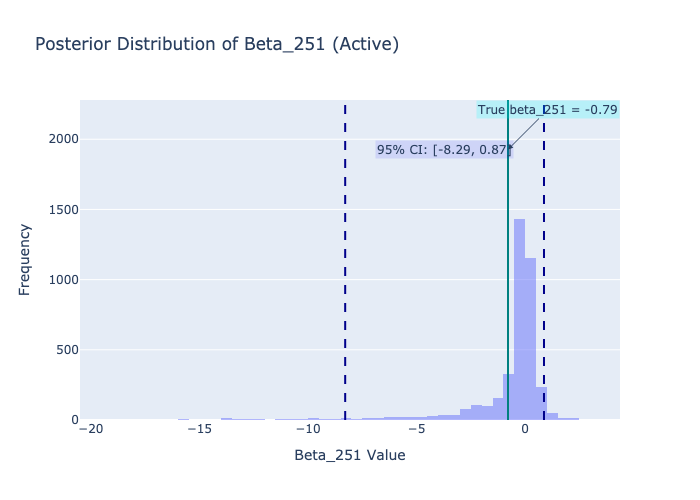 Posterior Distribution of Beta_251 (Active)
True beta_251 = -0.79
95% CI: [-8.29, 0.87]
2000
1500
1000
500
0
Frequency
−20
−15
−10
−5
0
Beta_251 Value